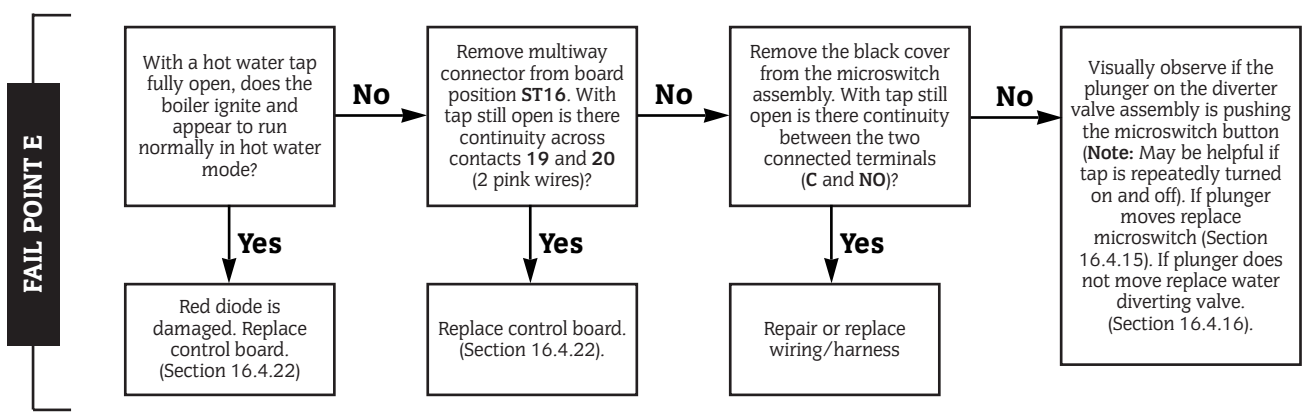 FAIL POINT E
With a hot water tap
fully open, does the
boiler ignite and
appear to run
normally in hot water
mode?
No
Remove multiway
connector from board
position ST16. With
tap still open is there
continuity across
contacts 19 and 20
(2 pink wires)?
No
Remove the black cover
from the microswitch
assembly. With tap still
open is there continuity
between the two
connected terminals
(C and NO)?
No
Visually observe if the
plunger on the diverter
valve assembly is pushing
the microswitch button
(Note: May be helpful if
tap is repeatedly turned
on and off). If plunger
moves replace
microswitch (Section
16.4.15). If plunger does
not move replace water
diverting valve.
(Section 16.4.16).
Yes
Yes
Yes
Red diode is
damaged. Replace
control board.
(Section 16.4.22)
Replace control board.
(Section 16.4.22).
Repair or replace
wiring/harness